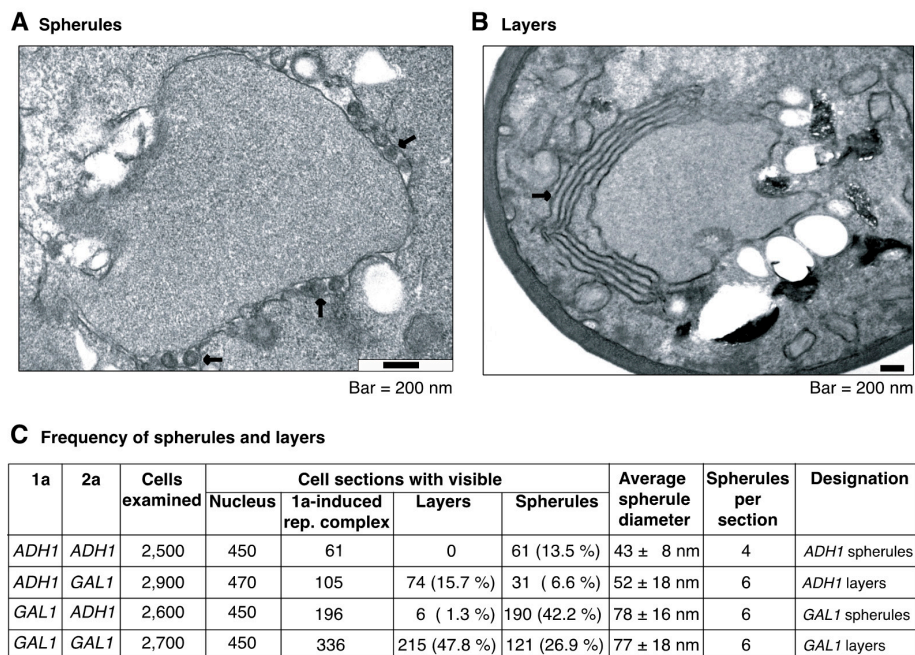 A Spherules
B Layers
Bar = 200 nm
Bar = 200 nm
C Frequency of spherules and layers
1a 2a Cells examined Cell sections with visible Average spherule diameter Spherules per section Designation
Nucleus 1a-induced rep. complex Layers Spherules
ADH1 ADH1 2,500 450 61 0 61 (13.5 %) 43 ± 8 nm 4 ADH1 spherules
ADH1 GAL1 2,900 470 105 74 (15.7 %) 31 ( 6.6 %) 52 ± 18 nm 6 ADH1 layers
GAL1 ADH1 2,600 450 196 6 ( 1.3 %) 190 (42.2 %) 78 ± 16 nm 6 GAL1 spherules
GAL1 GAL1 2,700 450 336 215 (47.8 %) 121 (26.9 %) 77 ± 18 nm 6 GAL1 layers